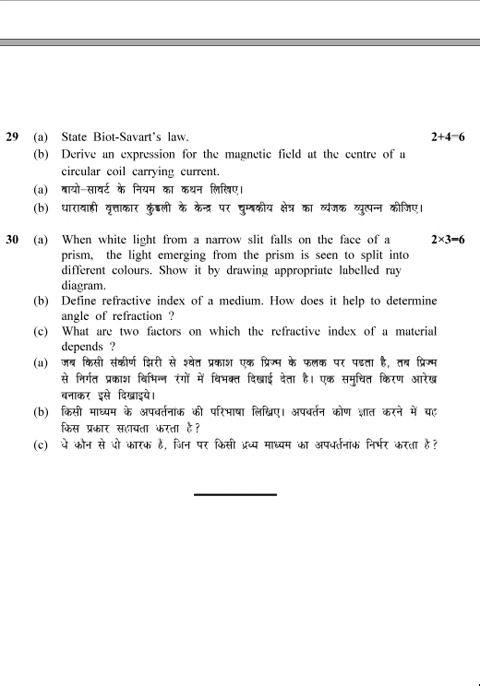 29 (a) State Biot-Savart's law. 2+4=6
(b) Derive an expression for the magnetic field at the centre of a
circular coil carrying current.
(a) बायो-सावर्ट के नियम का कथन लिखिए।
(b) धारावाही वृत्ताकार कुंडली के केन्द्र पर चुम्बकीय क्षेत्र का व्यंजक व्युत्पन्न कीजिए।
30 (a) When white light from a narrow slit falls on the face of a 2×3=6
prism, the light emerging from the prism is seen to split into
different colours. Show it by drawing appropriate labelled ray
diagram.
(b) Define refractive index of a medium. How does it help to determine
angle of refraction ?
(c) What are two factors on which the refractive index of a material
depends ?
(a) जब किसी संकीर्ण झिरी से श्वेत प्रकाश एक प्रिज्म के फलक पर पडता है, तब प्रिज्म
से निर्गत प्रकाश विभिन्न रंगों में विभक्त दिखाई देता है। एक समुचित किरण आरेख
बनाकर इसे दिखाइये।
(b) किसी माध्यम के अपवर्तनाक की परिभाषा लिखिए। अपवर्तन कोण ज्ञात करने में यह
किस प्रकार सहायता करता है ?
(c) वे कौन से दो कारक है, जिन पर किसी द्रव्य माध्यम का अपवर्तनाक निर्भर करता है ?